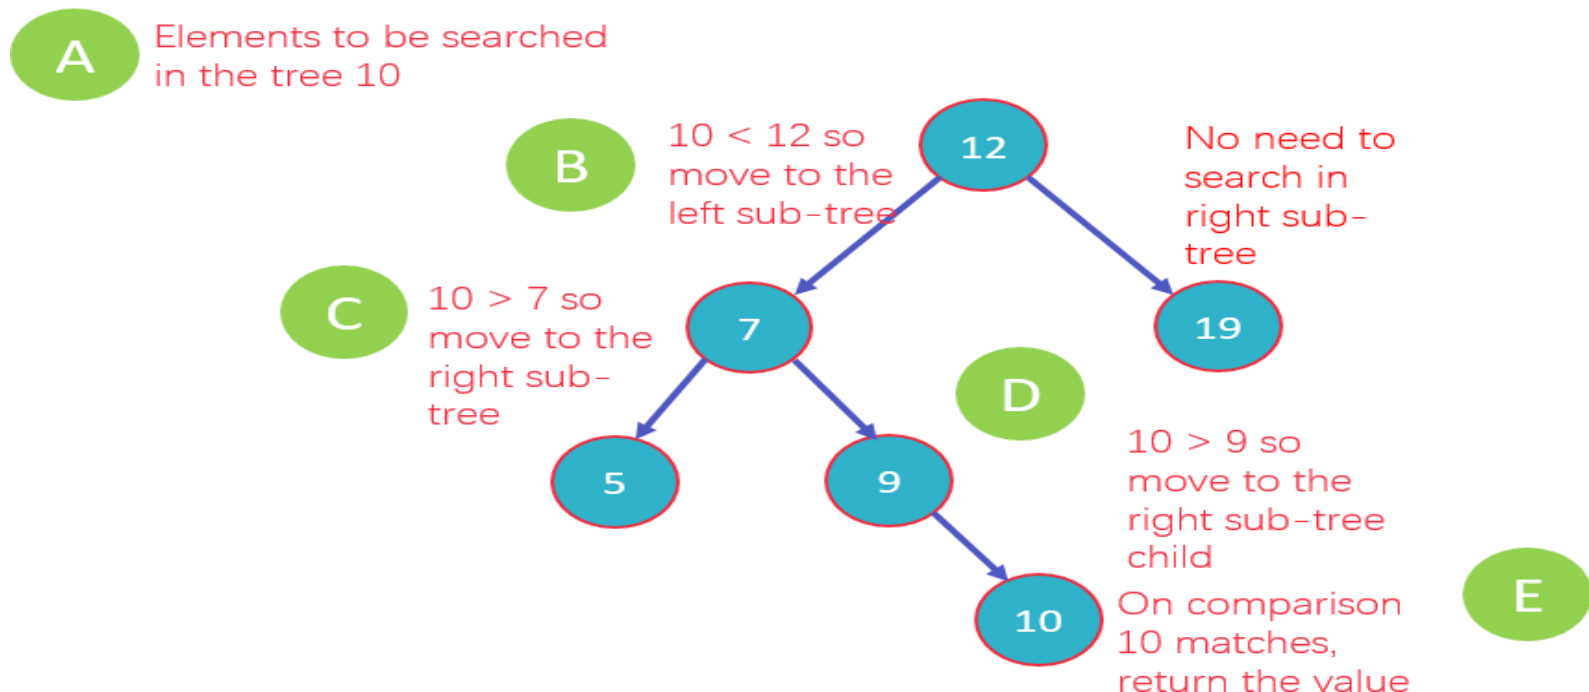 A
Elements to be searched
in the tree 10
B
10 < 12 so
move to the
left sub-tree
12
No need to
search in
right sub-
tree
C
10 > 7 so
move to the
right sub-
tree
7
19
D
5
9
10 > 9 so
move to the
right sub-tree
child
10
On comparison
10 matches,
return the value
E